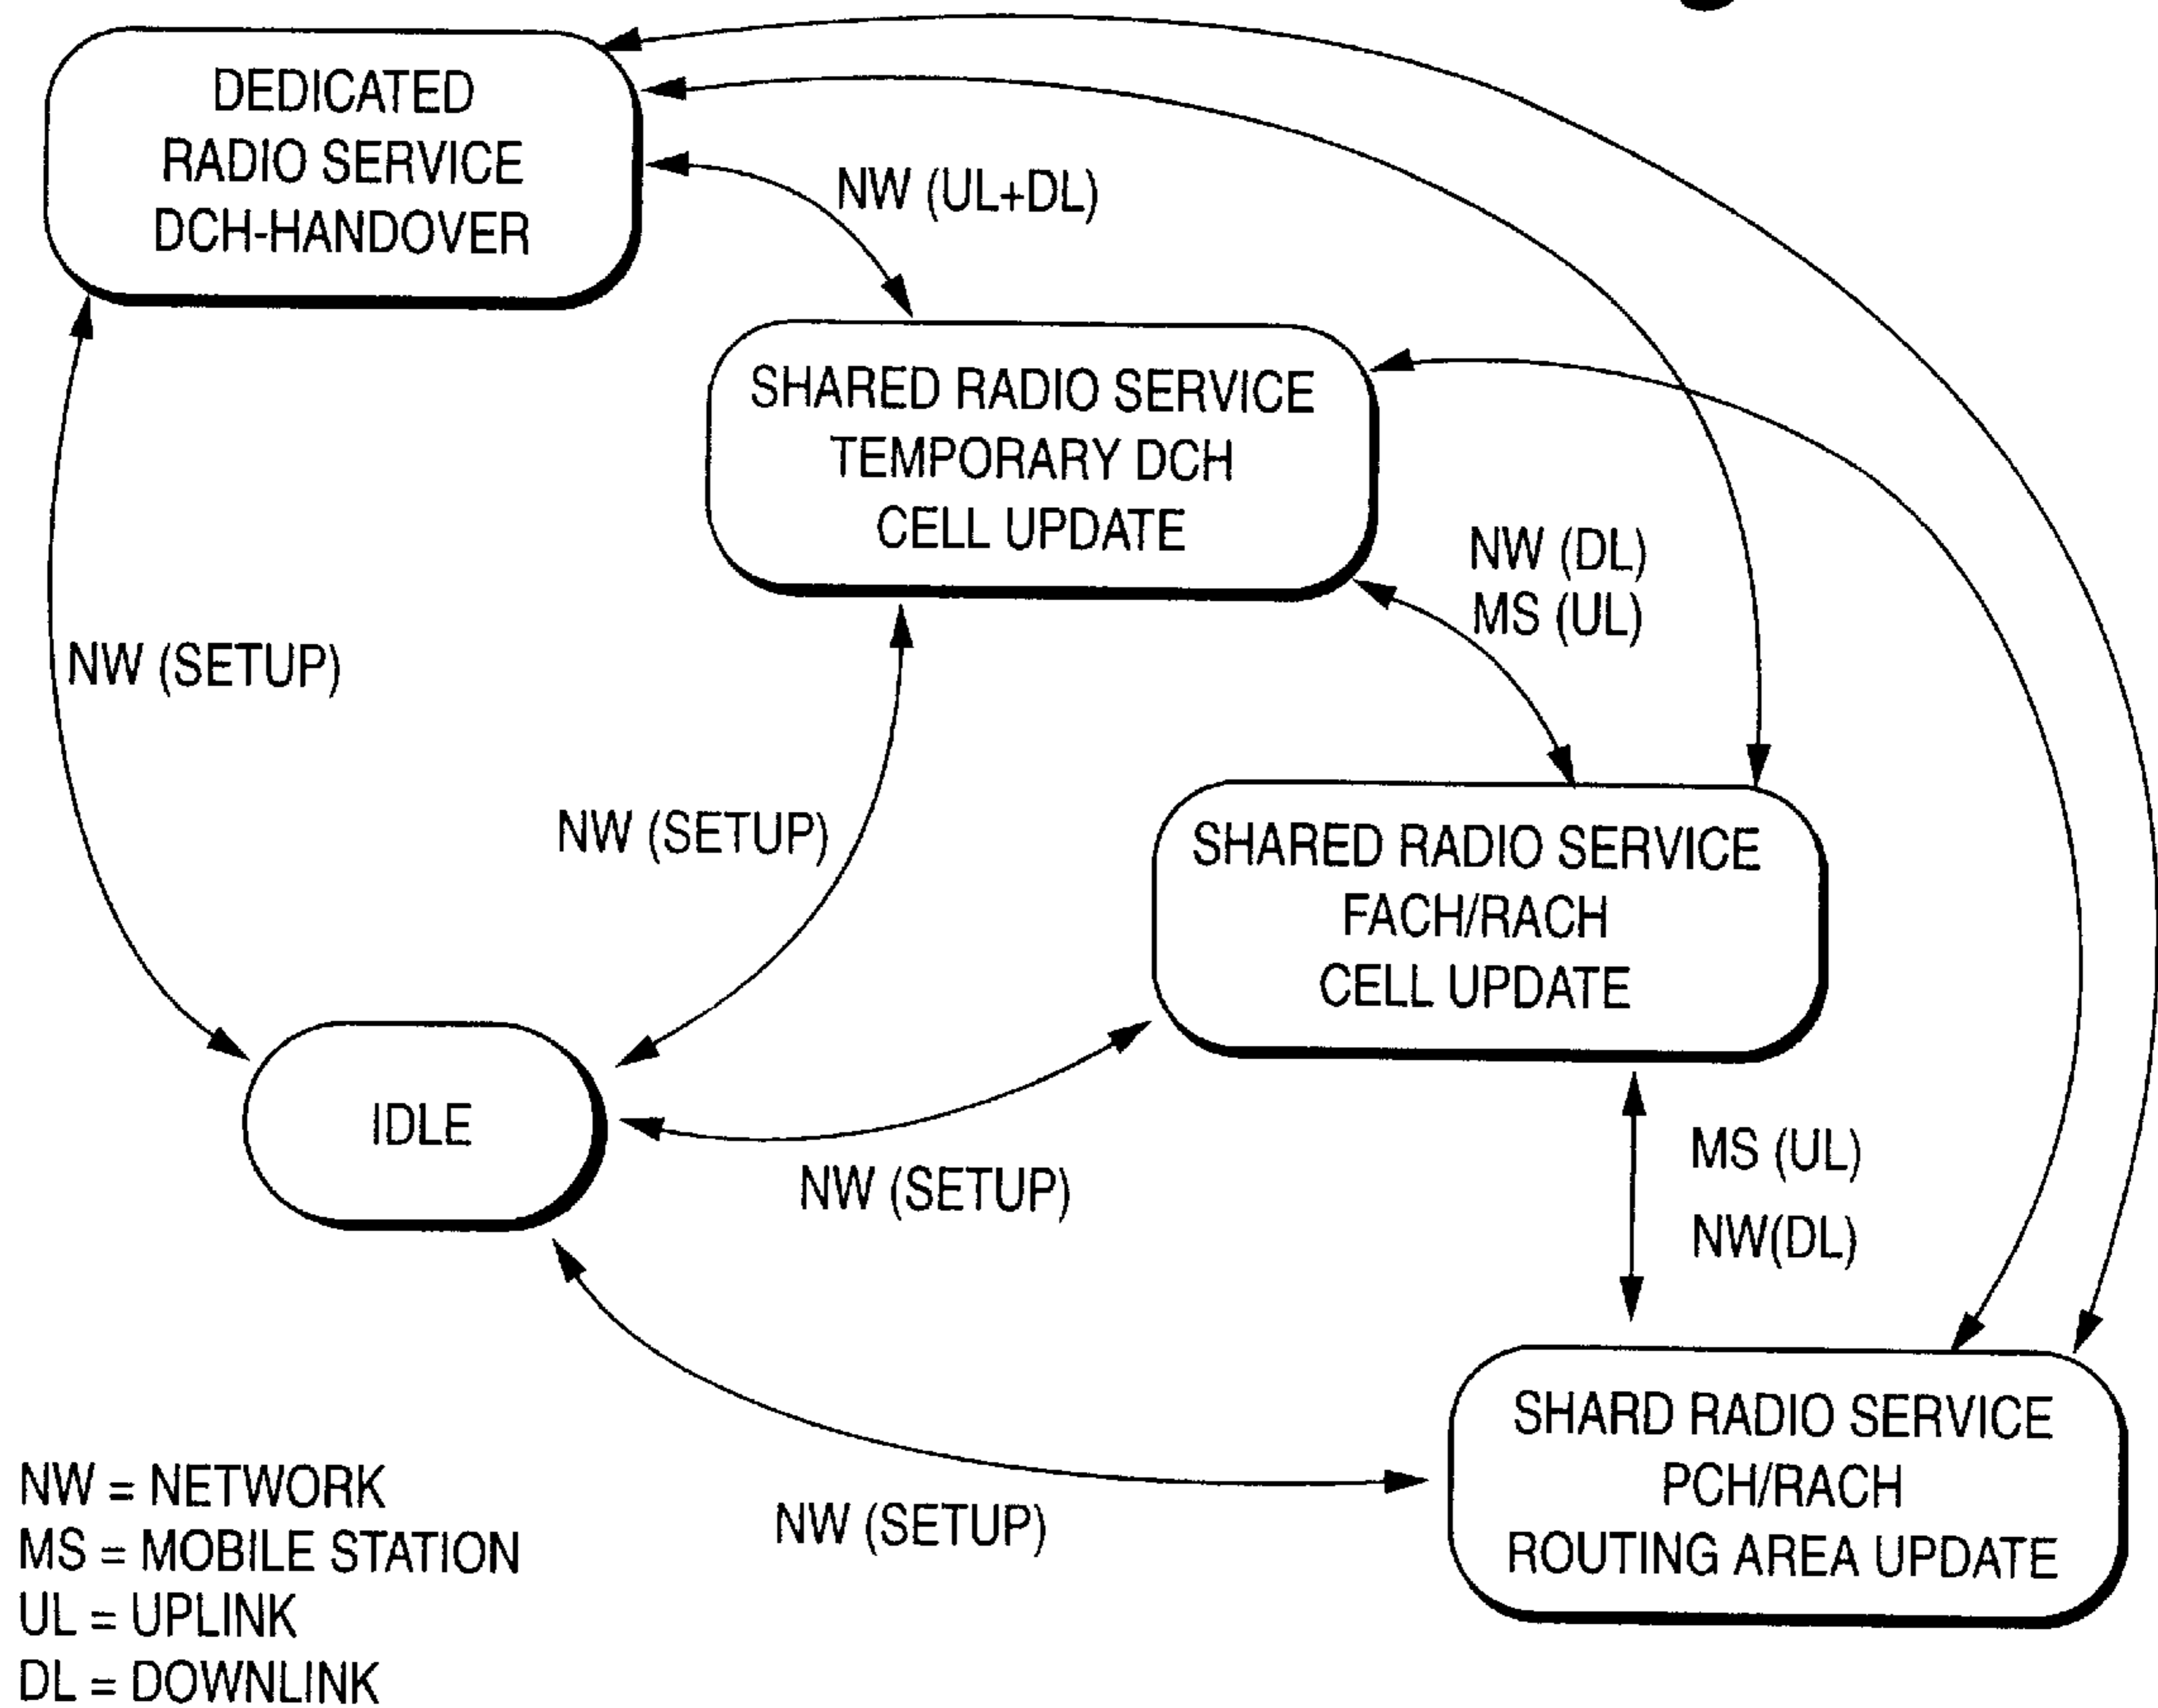 DEDICATED
RADIO SERVICE
DCH-HANDOVER
NW (UL+DL)
SHARED RADIO SERVICE
TEMPORARY DCH
CELL UPDATE
NW (DL)
MS (UL)
NW (SETUP)
NW (SETUP)
SHARED RADIO SERVICE
FACH/RACH
CELL UPDATE
IDLE
NW (SETUP)
MS (UL)
NW(DL)
SHARD RADIO SERVICE
PCH/RACH
ROUTING AREA UPDATE
NW (SETUP)
NW = NETWORK
MS = MOBILE STATION
UL = UPLINK
DL = DOWNLINK